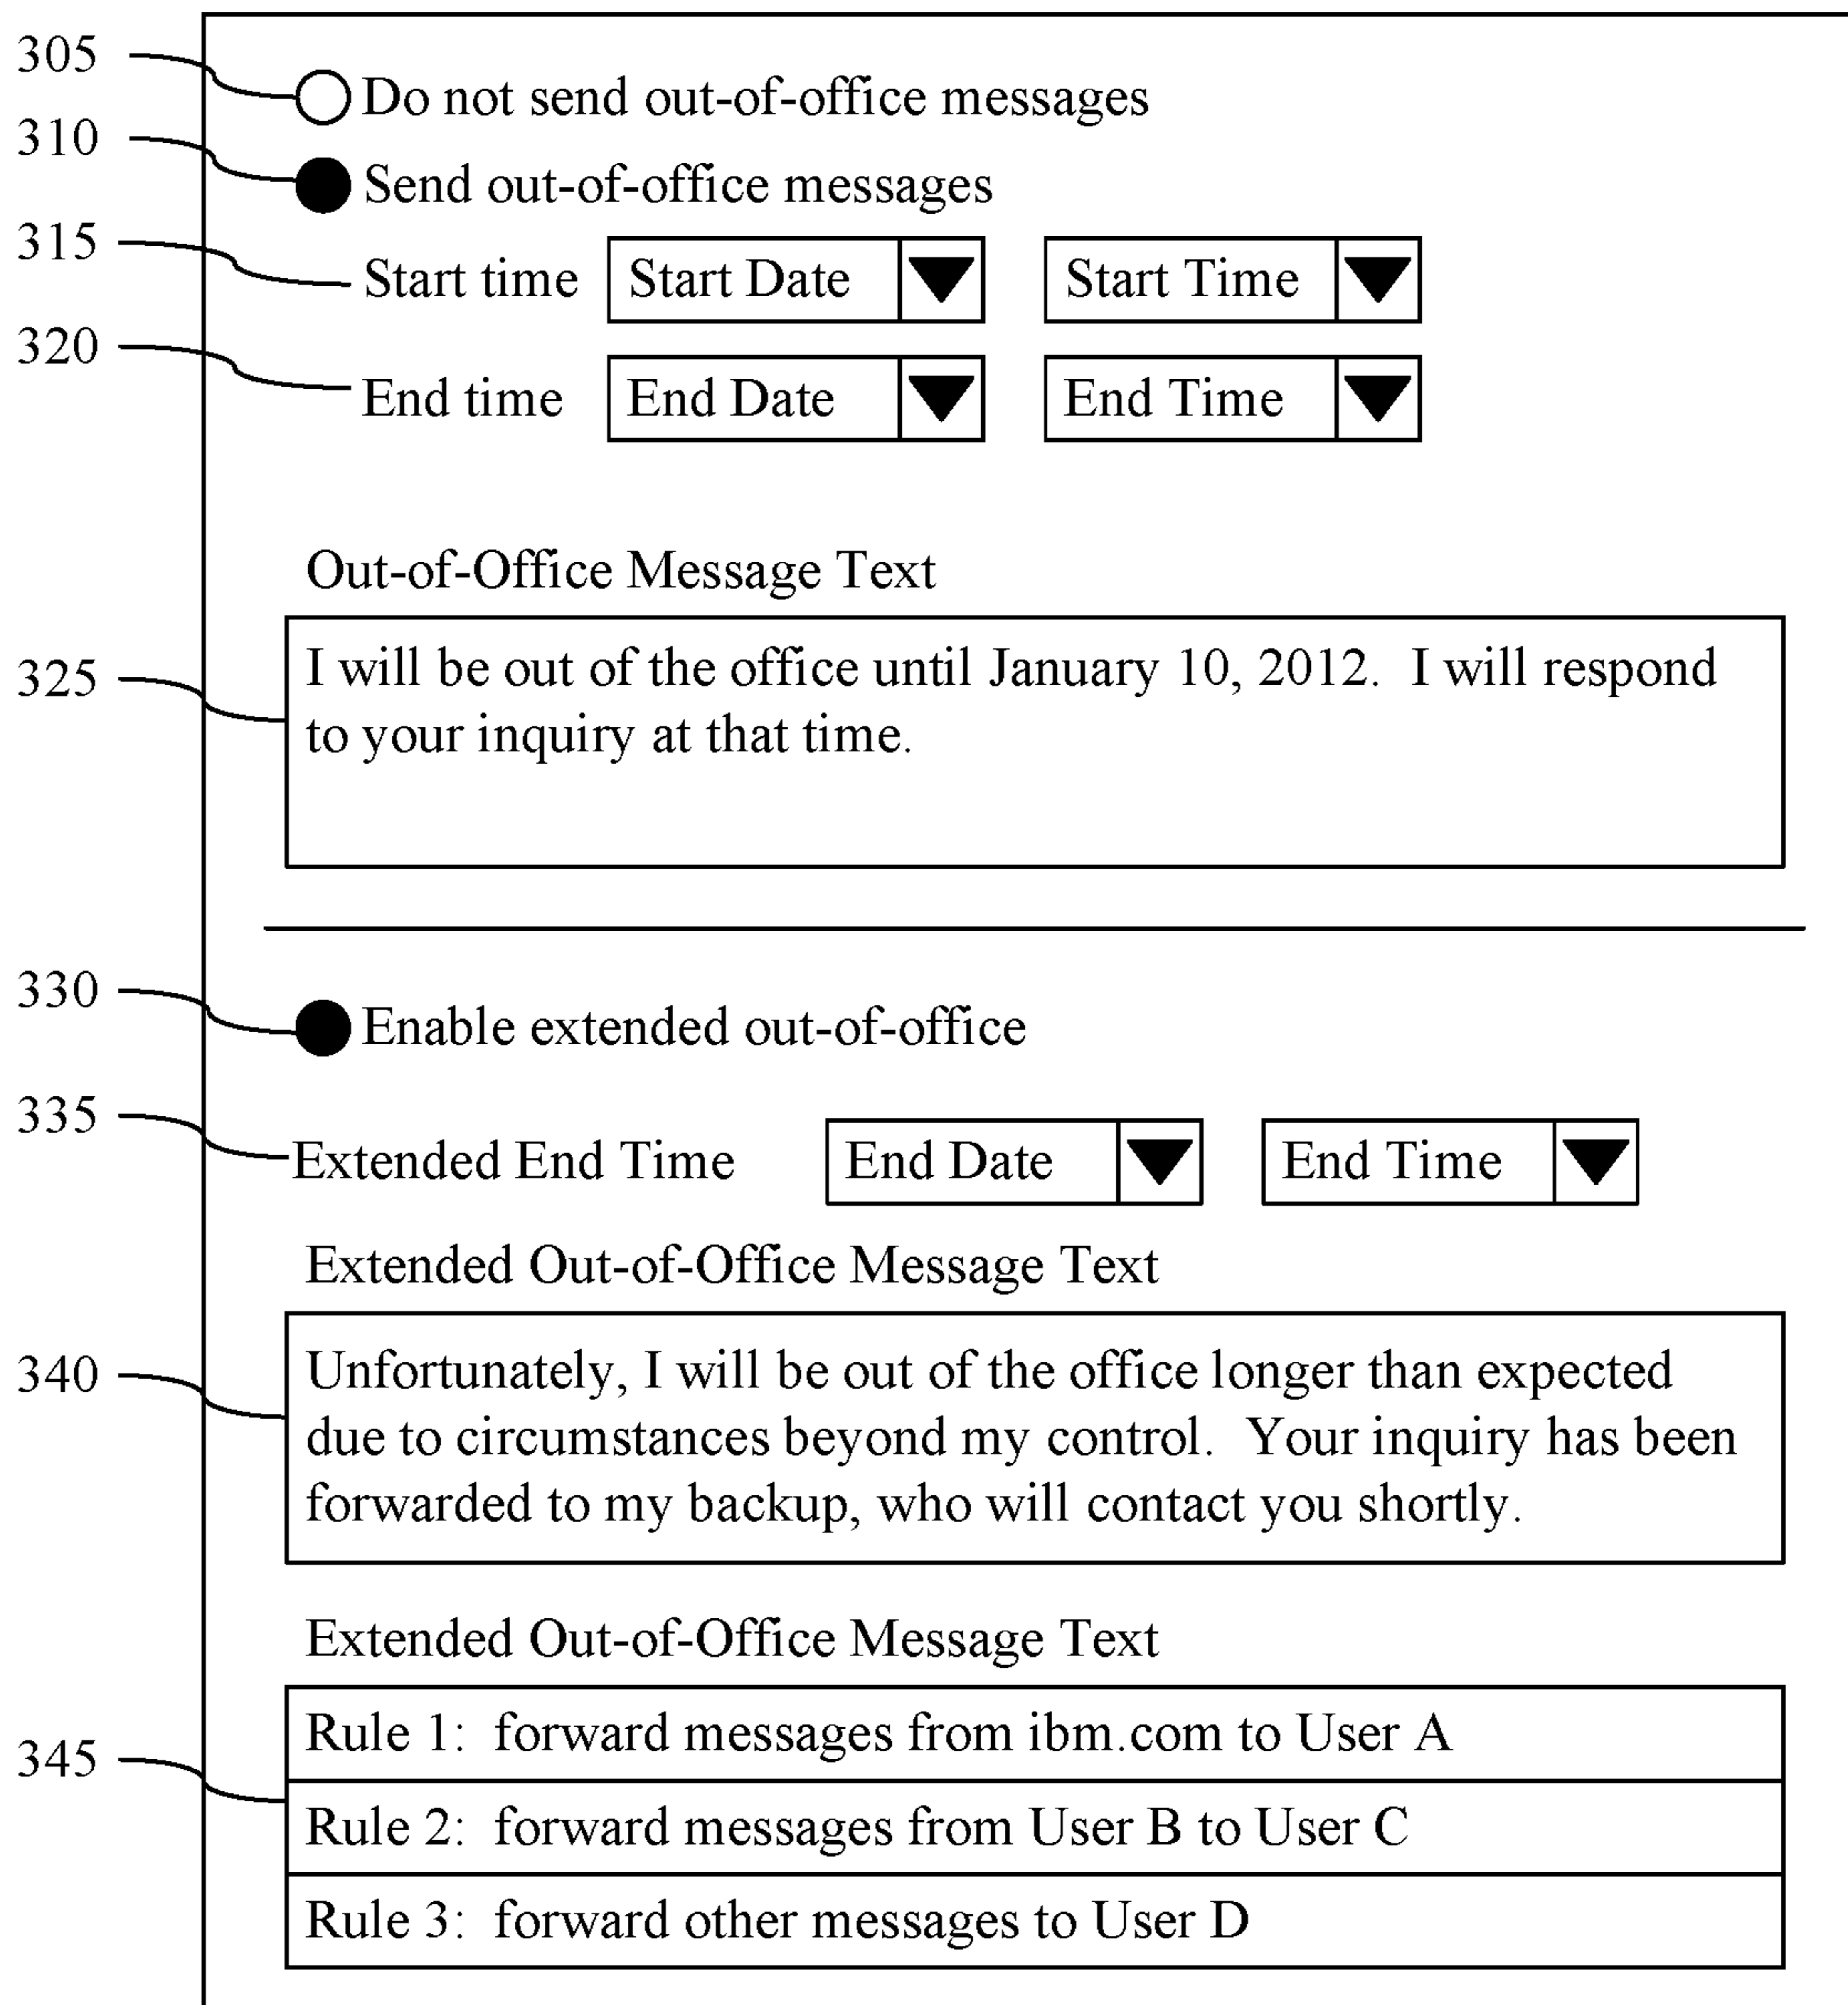 305
Do not send out-of-office messages
310
Send out-of-office messages
315
Start time Start Date Start Time
320
End time End Date End Time
Out-of-Office Message Text
325
I will be out of the office until January 10, 2012. I will respond
to your inquiry at that time.
330
Enable extended out-of-office
335
Extended End Time End Date End Time
Extended Out-of-Office Message Text
340
Unfortunately, I will be out of the office longer than expected
due to circumstances beyond my control. Your inquiry has been
forwarded to my backup, who will contact you shortly.
Extended Out-of-Office Message Text
345
Rule 1: forward messages from ibm.com to User A
Rule 2: forward messages from User B to User C
Rule 3: forward other messages to User D